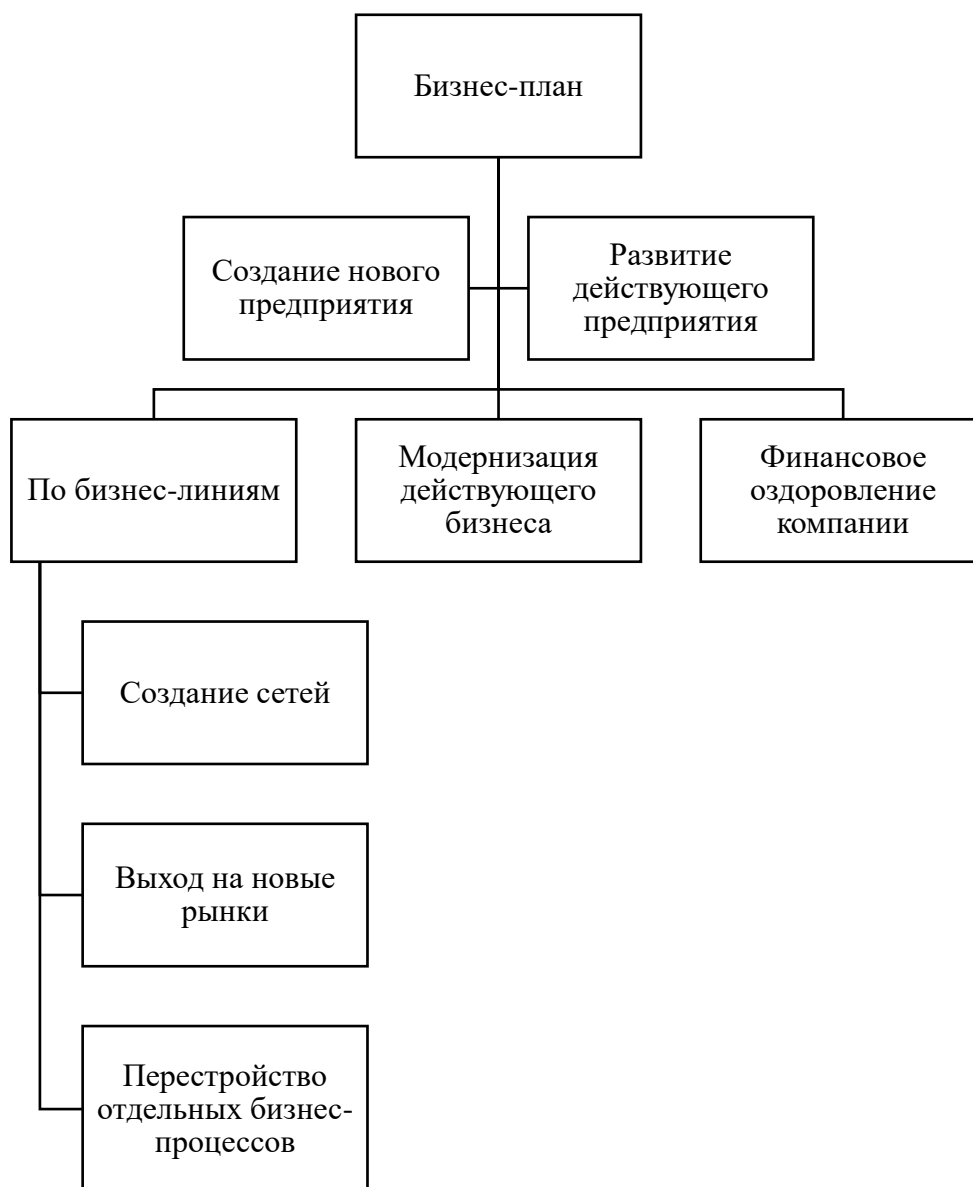 Бизнес-план
Создание нового
предприятия
Развитие
действующего
предприятия
По бизнес-линиям
Модернизация
действующего
бизнеса
Финансовое
оздоровление
компании
Создание сетей
Выход на новые
рынки
Перестройство
отдельных бизнес-
процессов